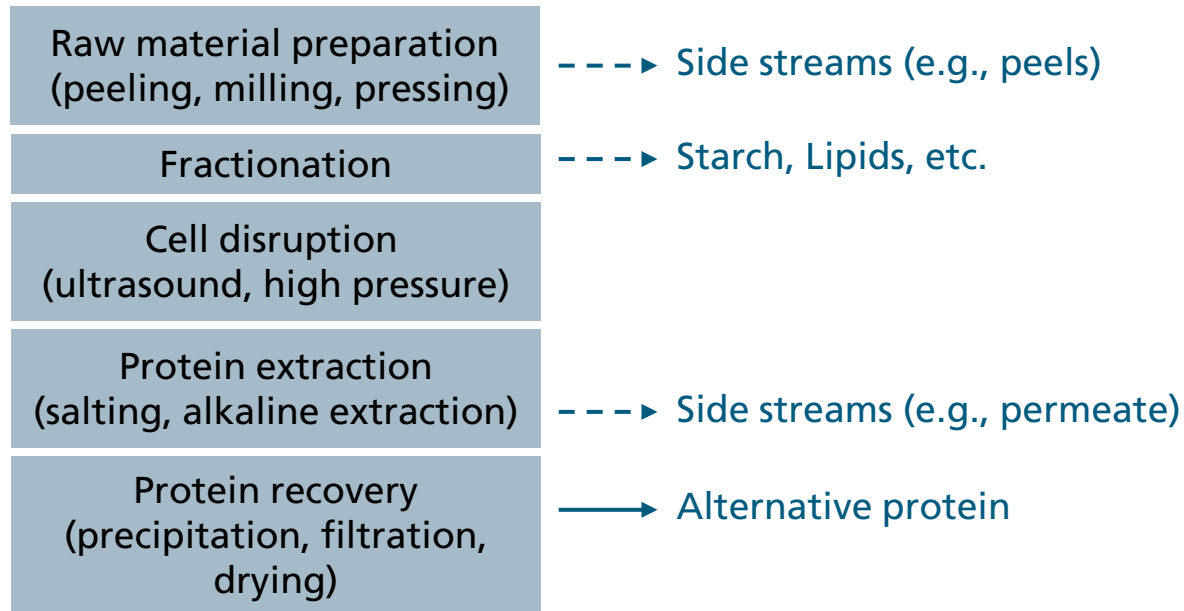 Raw material preparation
(peeling, milling, pressing)
Side streams (e.g., peels)
Fractionation
Starch, Lipids, etc.
Cell disruption
(ultrasound, high pressure)
Protein extraction
(salting, alkaline extraction)
Side streams (e.g., permeate)
Protein recovery
(precipitation, filtration,
drying)
Alternative protein